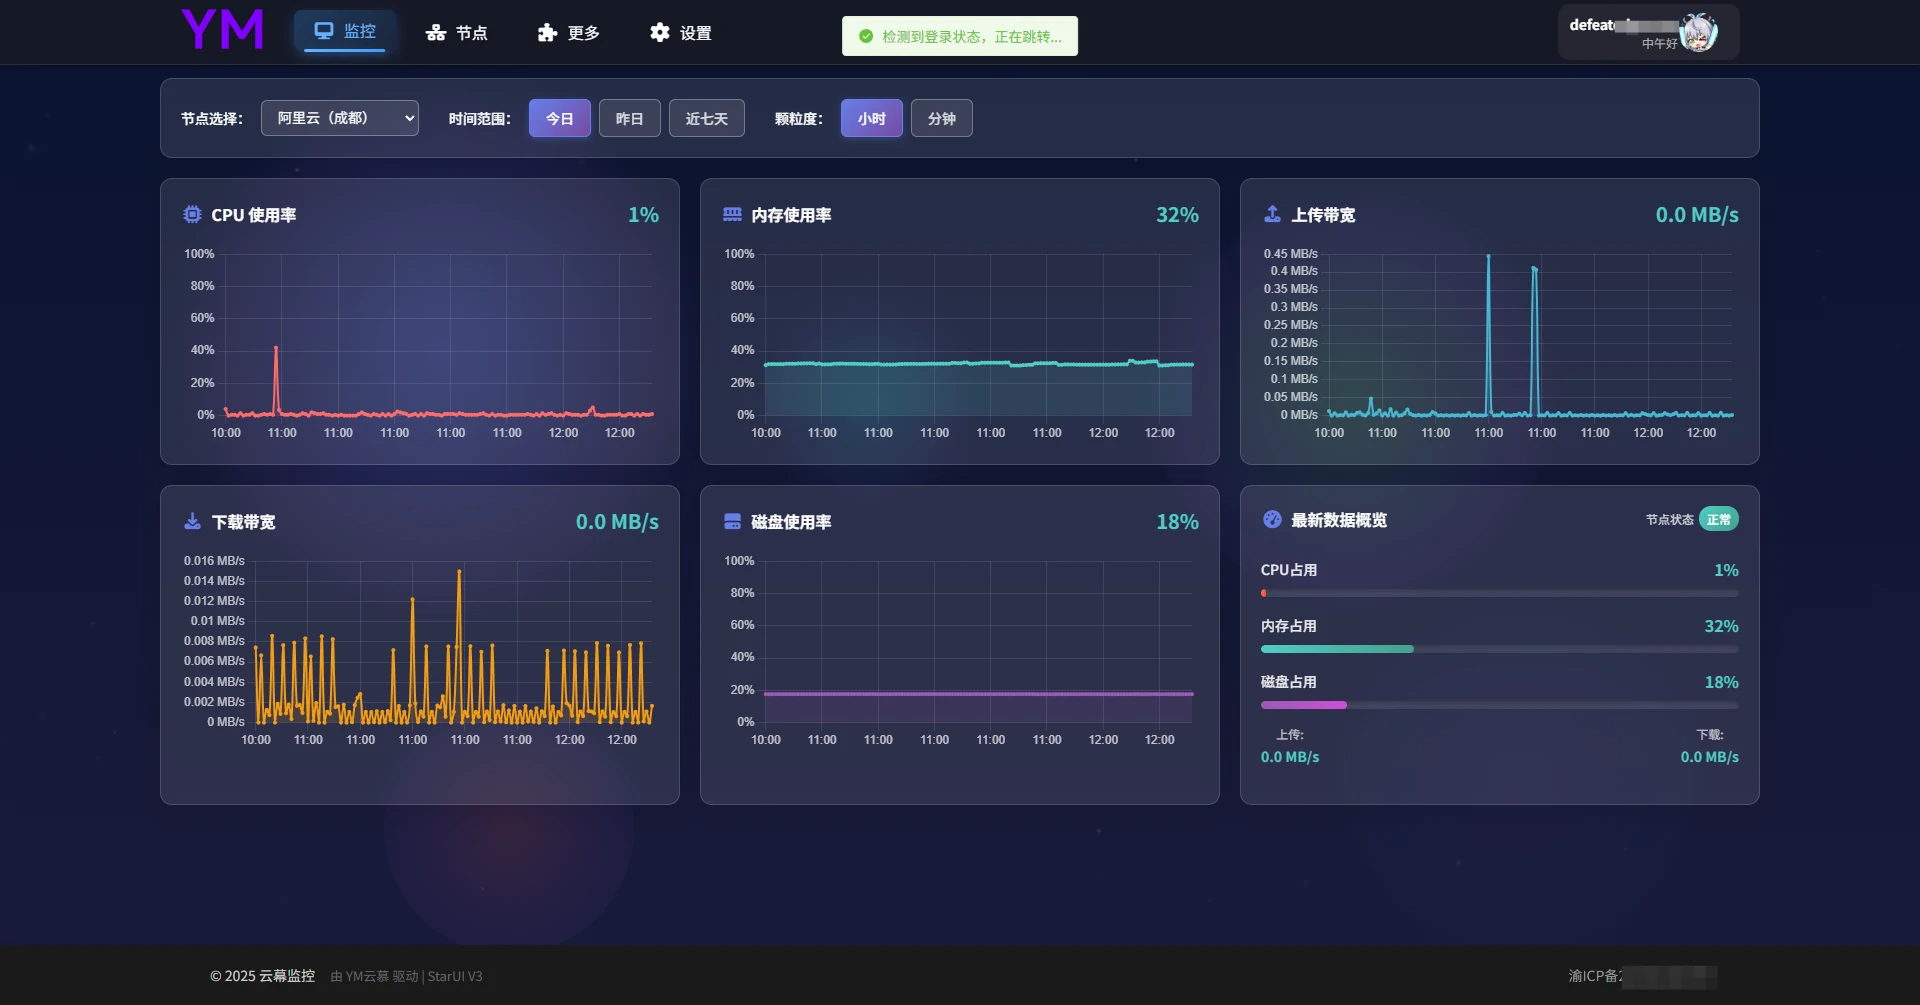 YM
监控
节点
更多
设置
检测到登录状态，正在跳转...
中午好
节点选择：
阿里云（成都）
时间范围：
今日
昨日
近七天
颗粒度：
小时
分钟
CPU 使用率
1%
100%
80%
60%
40%
20%
0%
10:00 11:00 11:00 11:00 11:00 11:00 12:00 12:00
内存使用率
32%
100%
80%
60%
40%
20%
0%
10:00 11:00 11:00 11:00 11:00 11:00 12:00 12:00
上传带宽
0.0 MB/s
0.45 MB/s
0.4 MB/s
0.35 MB/s
0.3 MB/s
0.25 MB/s
0.2 MB/s
0.15 MB/s
0.1 MB/s
0.05 MB/s
0 MB/s
10:00 11:00 11:00 11:00 11:00 11:00 12:00 12:00
下载带宽
0.0 MB/s
0.016 MB/s
0.014 MB/s
0.012 MB/s
0.01 MB/s
0.008 MB/s
0.006 MB/s
0.004 MB/s
0.002 MB/s
0 MB/s
10:00 11:00 11:00 11:00 11:00 11:00 12:00 12:00
磁盘使用率
18%
100%
80%
60%
40%
20%
0%
10:00 11:00 11:00 11:00 11:00 11:00 12:00 12:00
最新数据概览
节点状态 正常
CPU占用 1%
内存占用 32%
磁盘占用 18%
上传: 下载:
0.0 MB/s 0.0 MB/s
© 2025 云幕监控 由 YM云慕 驱动 | StarUI V3
渝ICP备